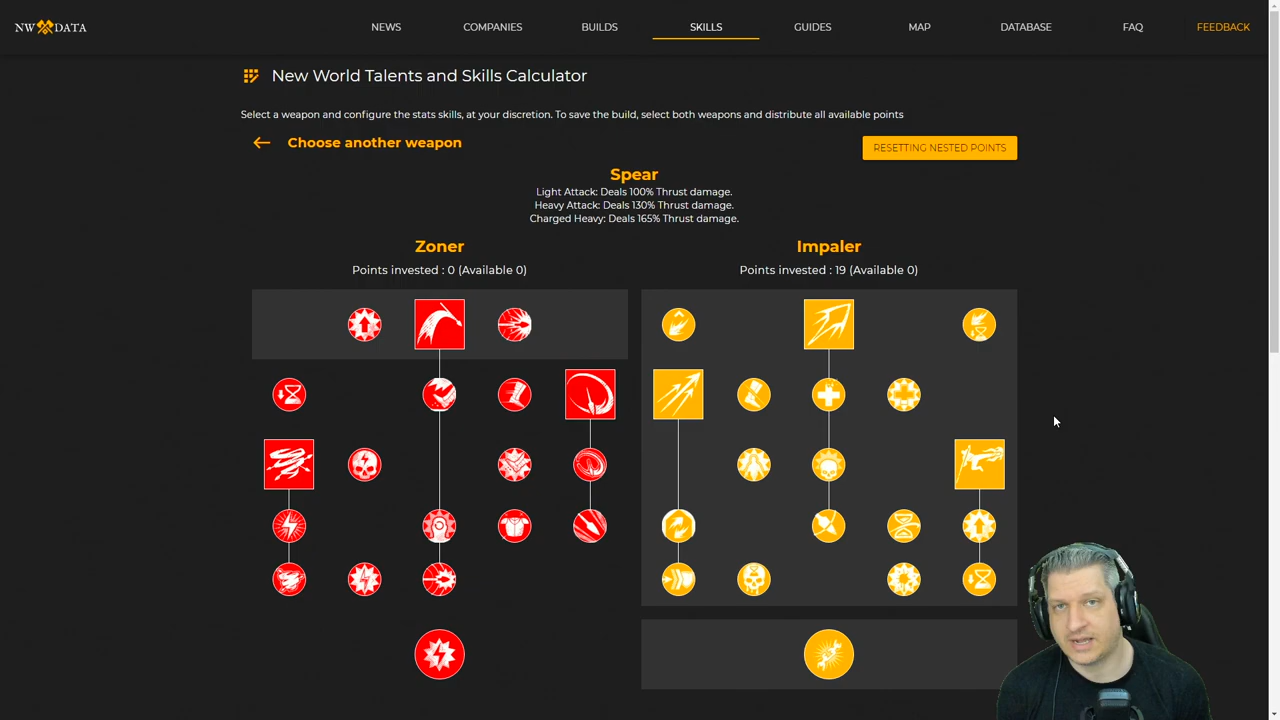 NW DATA
NEWS
COMPANIES
BUILDS
SKILLS
GUIDES
MAP
DATABASE
FAQ
FEEDBACK
New World Talents and Skills Calculator
Select a weapon and configure the stats skills, at your discretion. To save the build, select both weapons and distribute all available points
Choose another weapon
RESETTING NESTED POINTS
Spear
Light Attack: Deals 100% Thrust damage.
Heavy Attack: Deals 130% Thrust damage.
Charged Heavy: Deals 165% Thrust damage.
Zoner
Points invested : 0 (Available 0)
Impaler
Points invested : 19 (Available 0)